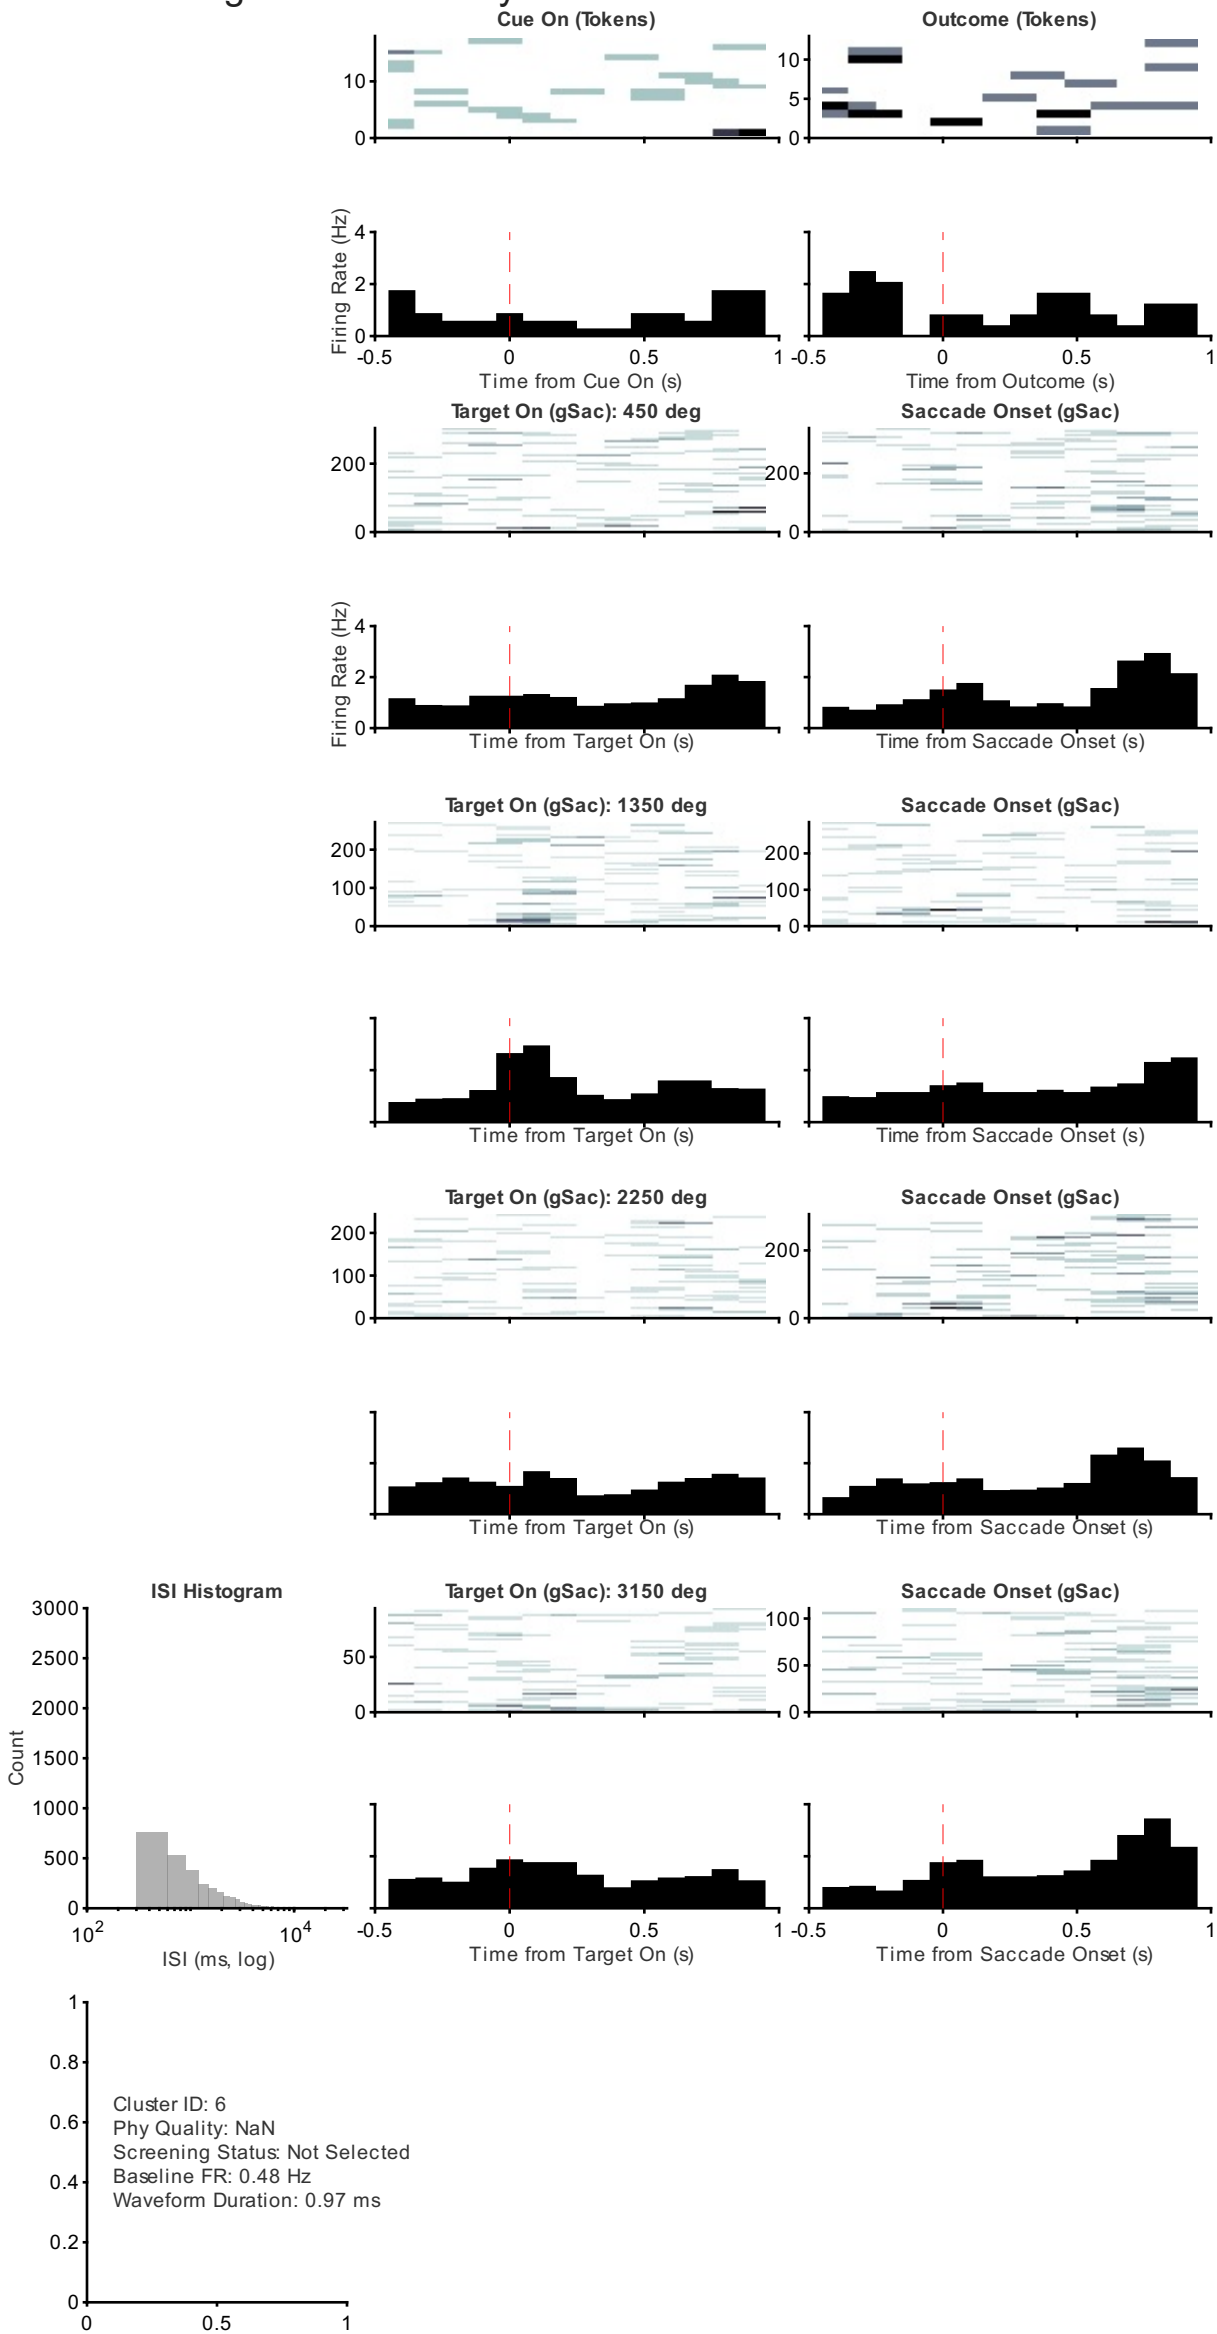 Cue On (Tokens)
Outcome (Tokens)
10
0
10
5
0
Firing Rate (Hz)
4
2
0
-0.5 0 0.5 1
-0.5 0 0.5 1
Time from Cue On (s)
Time from Outcome (s)
Target On (gSac): 450 deg
Saccade Onset (gSac)
200
0
200
0
Firing Rate (Hz)
4
2
0
Time from Target On (s)
Time from Saccade Onset (s)
Target On (gSac): 1350 deg
Saccade Onset (gSac)
200
100
0
200
100
0
Time from Target On (s)
Time from Saccade Onset (s)
Target On (gSac): 2250 deg
Saccade Onset (gSac)
200
100
0
200
0
Time from Target On (s)
Time from Saccade Onset (s)
ISI Histogram
Target On (gSac): 3150 deg
Saccade Onset (gSac)
3000
2500
2000
1500
1000
500
0
Count
10²
10⁴
ISI (ms, log)
50
0
100
50
0
-0.5 0 0.5 1
-0.5 0 0.5 1
Time from Target On (s)
Time from Saccade Onset (s)
1
0.8
0.6
0.4
0.2
0
Cluster ID: 6
Phy Quality: NaN
Screening Status: Not Selected
Baseline FR: 0.48 Hz
Waveform Duration: 0.97 ms
0 0.5 1